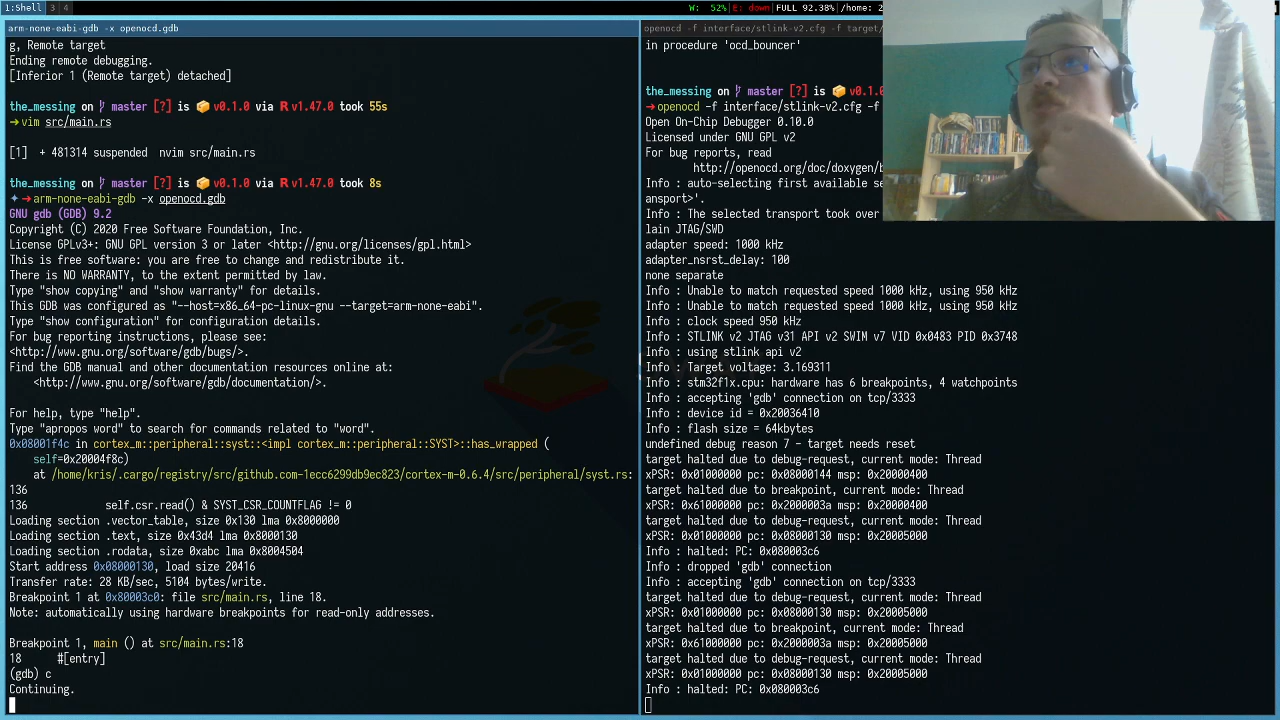 1:Shell 3 4 W: 52% E: down FULL 92.38% /home: 2
arm-none-eabi-gdb -x openocd.gdb
g, Remote target
Ending remote debugging.
[Inferior 1 (Remote target) detached]
the_messing on master [?] is v0.1.0 via R v1.47.0 took 55s
➜vim src/main.rs
[1]  + 481314 suspended  nvim src/main.rs
the_messing on master [?] is v0.1.0 via R v1.47.0 took 8s
✦ ➜arm-none-eabi-gdb -x openocd.gdb
GNU gdb (GDB) 9.2
Copyright (C) 2020 Free Software Foundation, Inc.
License GPLv3+: GNU GPL version 3 or later <http://gnu.org/licenses/gpl.html>
This is free software: you are free to change and redistribute it.
There is NO WARRANTY, to the extent permitted by law.
Type "show copying" and "show warranty" for details.
This GDB was configured as "--host=x86_64-pc-linux-gnu --target=arm-none-eabi".
Type "show configuration" for configuration details.
For bug reporting instructions, please see:
<http://www.gnu.org/software/gdb/bugs/>.
Find the GDB manual and other documentation resources online at:
    <http://www.gnu.org/software/gdb/documentation/>.
For help, type "help".
Type "apropos word" to search for commands related to "word".
0x08001f4c in cortex_m::peripheral::syst::<impl cortex_m::peripheral::SYST>::has_wrapped (
    self=0x20004f8c)
    at /home/kris/.cargo/registry/src/github.com-1ecc6299db9ec823/cortex-m-0.6.4/src/peripheral/syst.rs:
136
136             self.csr.read() & SYST_CSR_COUNTFLAG != 0
Loading section .vector_table, size 0x130 lma 0x8000000
Loading section .text, size 0x43d4 lma 0x8000130
Loading section .rodata, size 0xabc lma 0x8004504
Start address 0x08000130, load size 20416
Transfer rate: 28 KB/sec, 5104 bytes/write.
Breakpoint 1 at 0x80003c0: file src/main.rs, line 18.
Note: automatically using hardware breakpoints for read-only addresses.
Breakpoint 1, main () at src/main.rs:18
18      #[entry]
(gdb) c
Continuing.
openocd -f interface/stlink-v2.cfg -f target/
in procedure 'ocd_bouncer'
the_messing on master [?] is v0.1.0
➜openocd -f interface/stlink-v2.cfg -f
Open On-Chip Debugger 0.10.0
Licensed under GNU GPL v2
For bug reports, read
        http://openocd.org/doc/doxygen/b
Info : auto-selecting first available se
ansport>'.
Info : The selected transport took over
lain JTAG/SWD
adapter speed: 1000 kHz
adapter_nsrst_delay: 100
none separate
Info : Unable to match requested speed 1000 kHz, using 950 kHz
Info : Unable to match requested speed 1000 kHz, using 950 kHz
Info : clock speed 950 kHz
Info : STLINK v2 JTAG v31 API v2 SWIM v7 VID 0x0483 PID 0x3748
Info : using stlink api v2
Info : Target voltage: 3.169311
Info : stm32f1x.cpu: hardware has 6 breakpoints, 4 watchpoints
Info : accepting 'gdb' connection on tcp/3333
Info : device id = 0x20036410
Info : flash size = 64kbytes
undefined debug reason 7 - target needs reset
target halted due to debug-request, current mode: Thread
xPSR: 0x01000000 pc: 0x08000144 msp: 0x20000400
target halted due to breakpoint, current mode: Thread
xPSR: 0x61000000 pc: 0x2000003a msp: 0x20000400
target halted due to debug-request, current mode: Thread
xPSR: 0x01000000 pc: 0x08000130 msp: 0x20005000
Info : halted: PC: 0x080003c6
Info : dropped 'gdb' connection
Info : accepting 'gdb' connection on tcp/3333
target halted due to debug-request, current mode: Thread
xPSR: 0x01000000 pc: 0x08000130 msp: 0x20005000
target halted due to breakpoint, current mode: Thread
xPSR: 0x61000000 pc: 0x2000003a msp: 0x20005000
target halted due to debug-request, current mode: Thread
xPSR: 0x01000000 pc: 0x08000130 msp: 0x20005000
Info : halted: PC: 0x080003c6